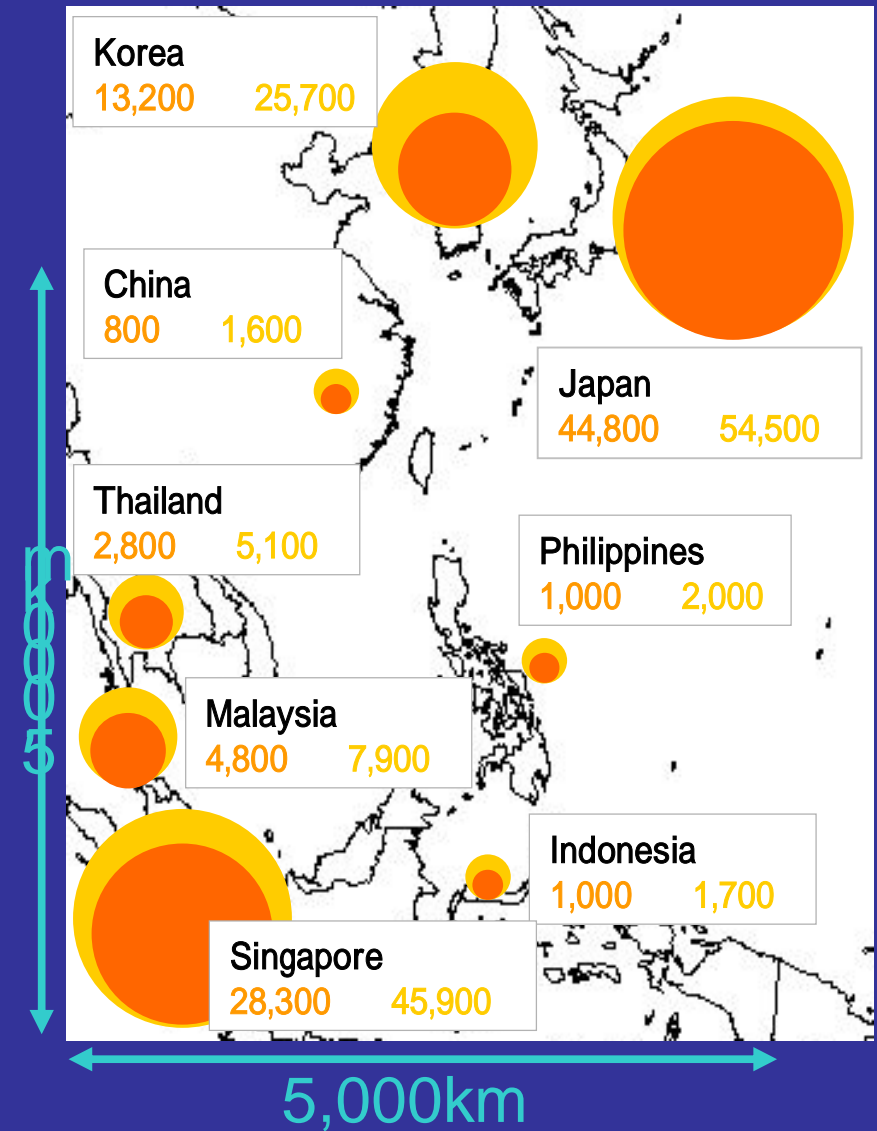 Korea
13,200 25,700
China
800 1,600
Japan
44,800 54,500
Thailand
2,800 5,100
Philippines
1,000 2,000
5,000km
Malaysia
4,800 7,900
Indonesia
1,000 1,700
Singapore
28,300 45,900
5,000km